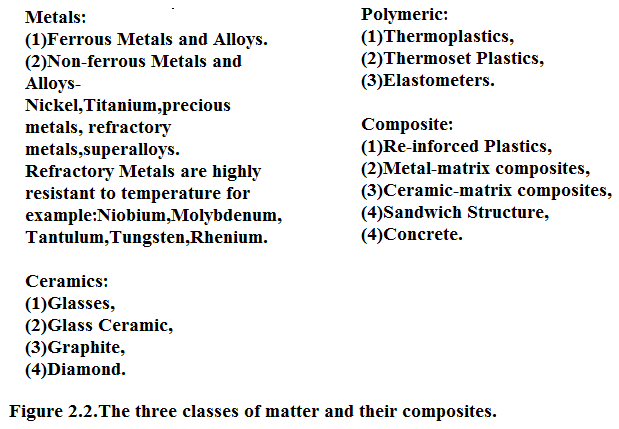 Metals:
(1)Ferrous Metals and Alloys.
(2)Non-ferrous Metals and
Alloys-
Nickel,Titanium,precious
metals, refractory
metals,superalloys.
Refractory Metals are highly
resistant to temperature for
example:Niobium,Molybdenum,
Tantulum,Tungsten,Rhenium.
Ceramics:
(1)Glasses,
(2)Glass Ceramic,
(3)Graphite,
(4)Diamond.
Polymeric:
(1)Thermoplastics,
(2)Thermoset Plastics,
(3)Elastometers.
Composite:
(1)Re-inforced Plastics,
(2)Metal-matrix composites,
(3)Ceramic-matrix composites,
(4)Sandwich Structure,
(4)Concrete.
Figure 2.2.The three classes of matter and their composites.